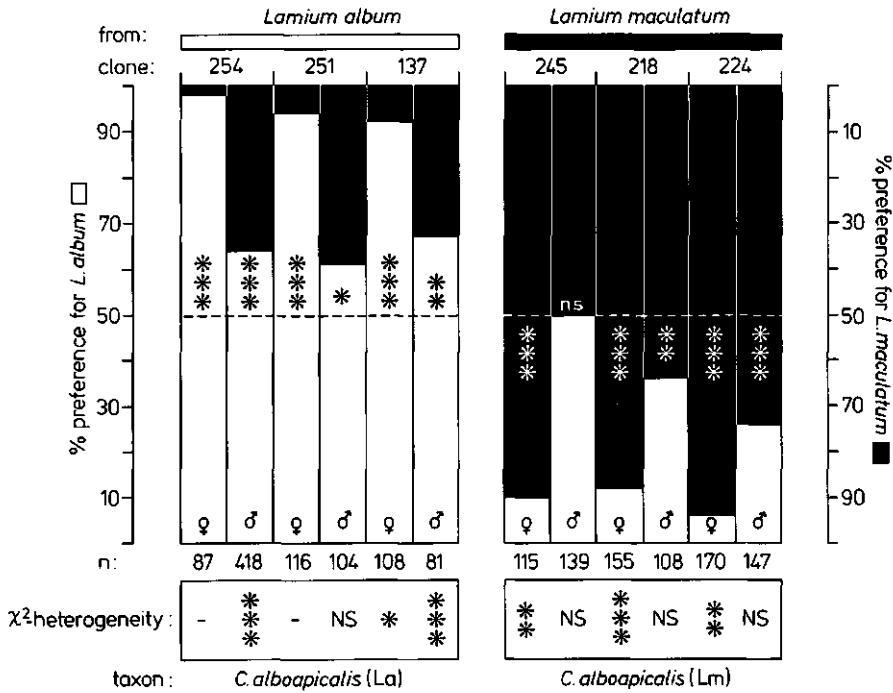 Lamium album Lamium maculatum
from:
clone: 254 251 137 245 218 224
90 10
70 30
50 ns 50
30 70
10 90
% preference for L. album
% preference for L. maculatum
♀ ♂ ♀ ♂ ♀ ♂ ♀ ♂ ♀ ♂ ♀ ♂
n: 87 418 116 104 108 81 115 139 155 108 170 147
χ²-heterogeneity: - *** - NS * *** ** NS *** NS ** NS
taxon: C. alboapicalis (La) C. alboapicalis (Lm)